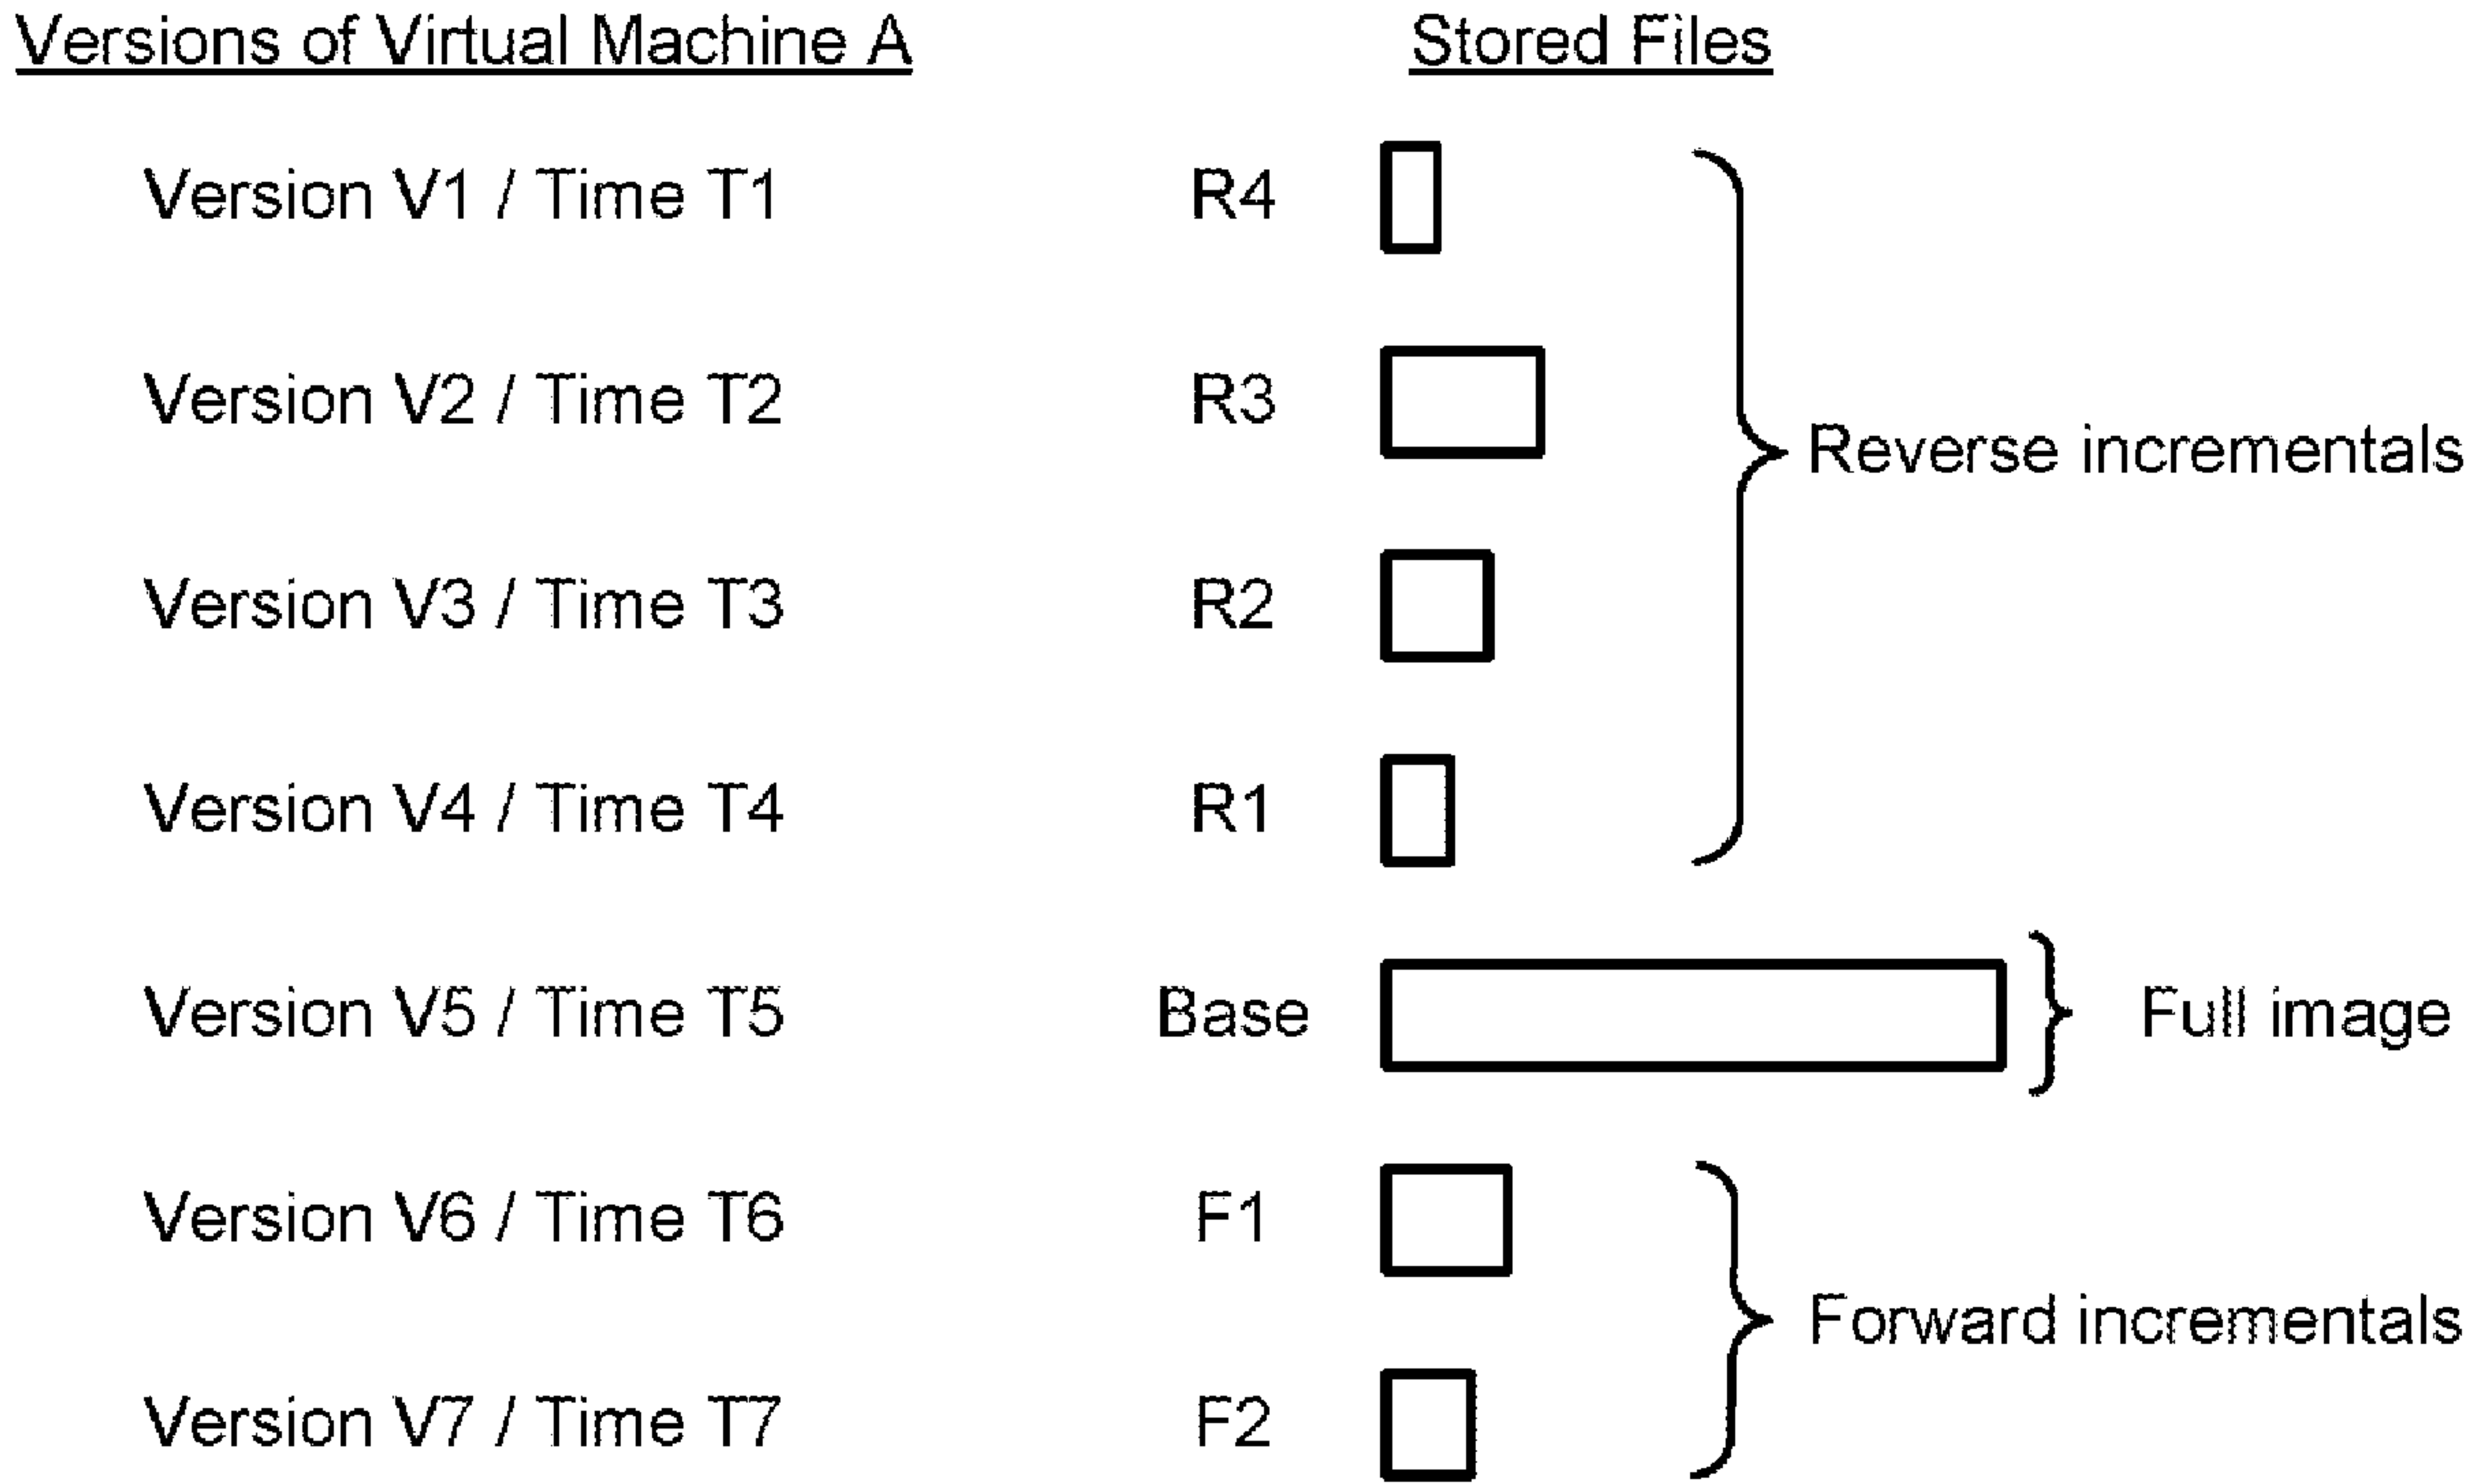 Versions of Virtual Machine A Stored Files
Version V1 / Time T1 R4
Version V2 / Time T2 R3
Reverse incrementals
Version V3 / Time T3 R2
Version V4 / Time T4 R1
Version V5 / Time T5 Base Full image
Version V6 / Time T6 F1
Forward incrementals
Version V7 / Time T7 F2